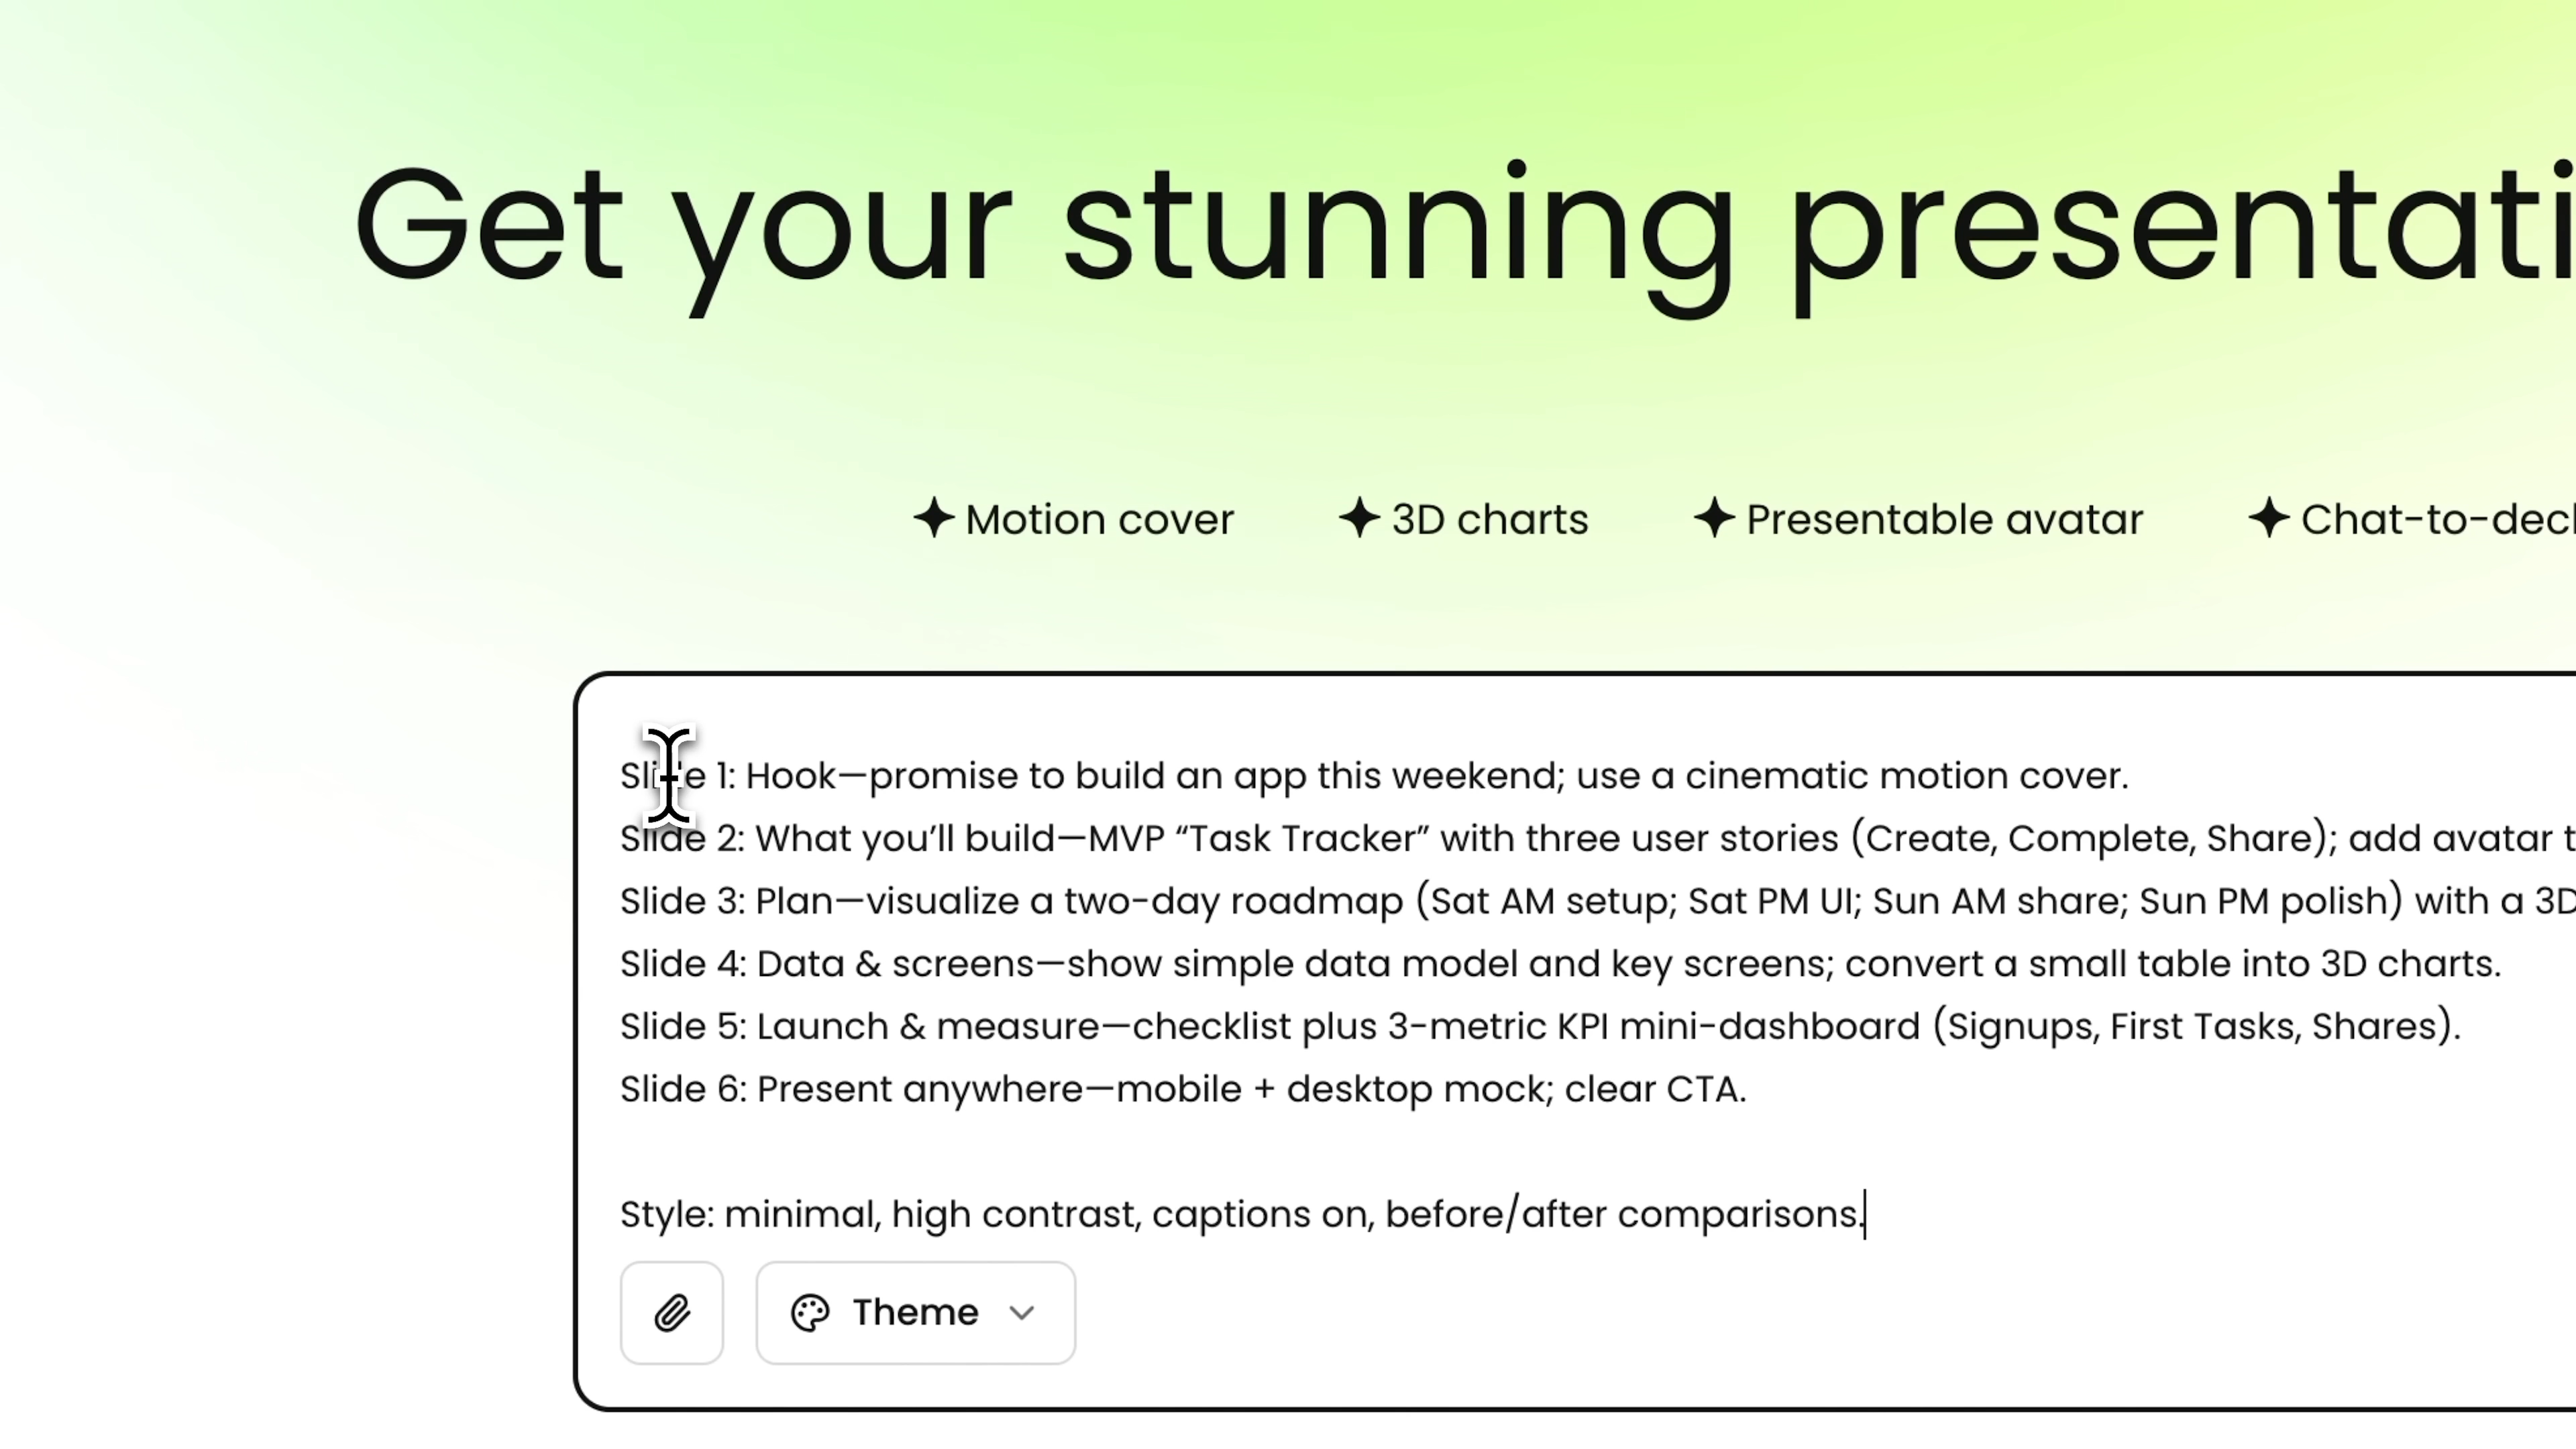 Get your stunning presentati
Motion cover 3D charts Presentable avatar Chat-to-deck
Slide 1: Hook—promise to build an app this weekend; use a cinematic motion cover.
Slide 2: What you’ll build—MVP “Task Tracker” with three user stories (Create, Complete, Share); add avatar t
Slide 3: Plan—visualize a two-day roadmap (Sat AM setup; Sat PM UI; Sun AM share; Sun PM polish) with a 3D
Slide 4: Data & screens—show simple data model and key screens; convert a small table into 3D charts.
Slide 5: Launch & measure—checklist plus 3-metric KPI mini-dashboard (Signups, First Tasks, Shares).
Slide 6: Present anywhere—mobile + desktop mock; clear CTA.
Style: minimal, high contrast, captions on, before/after comparisons.
Theme